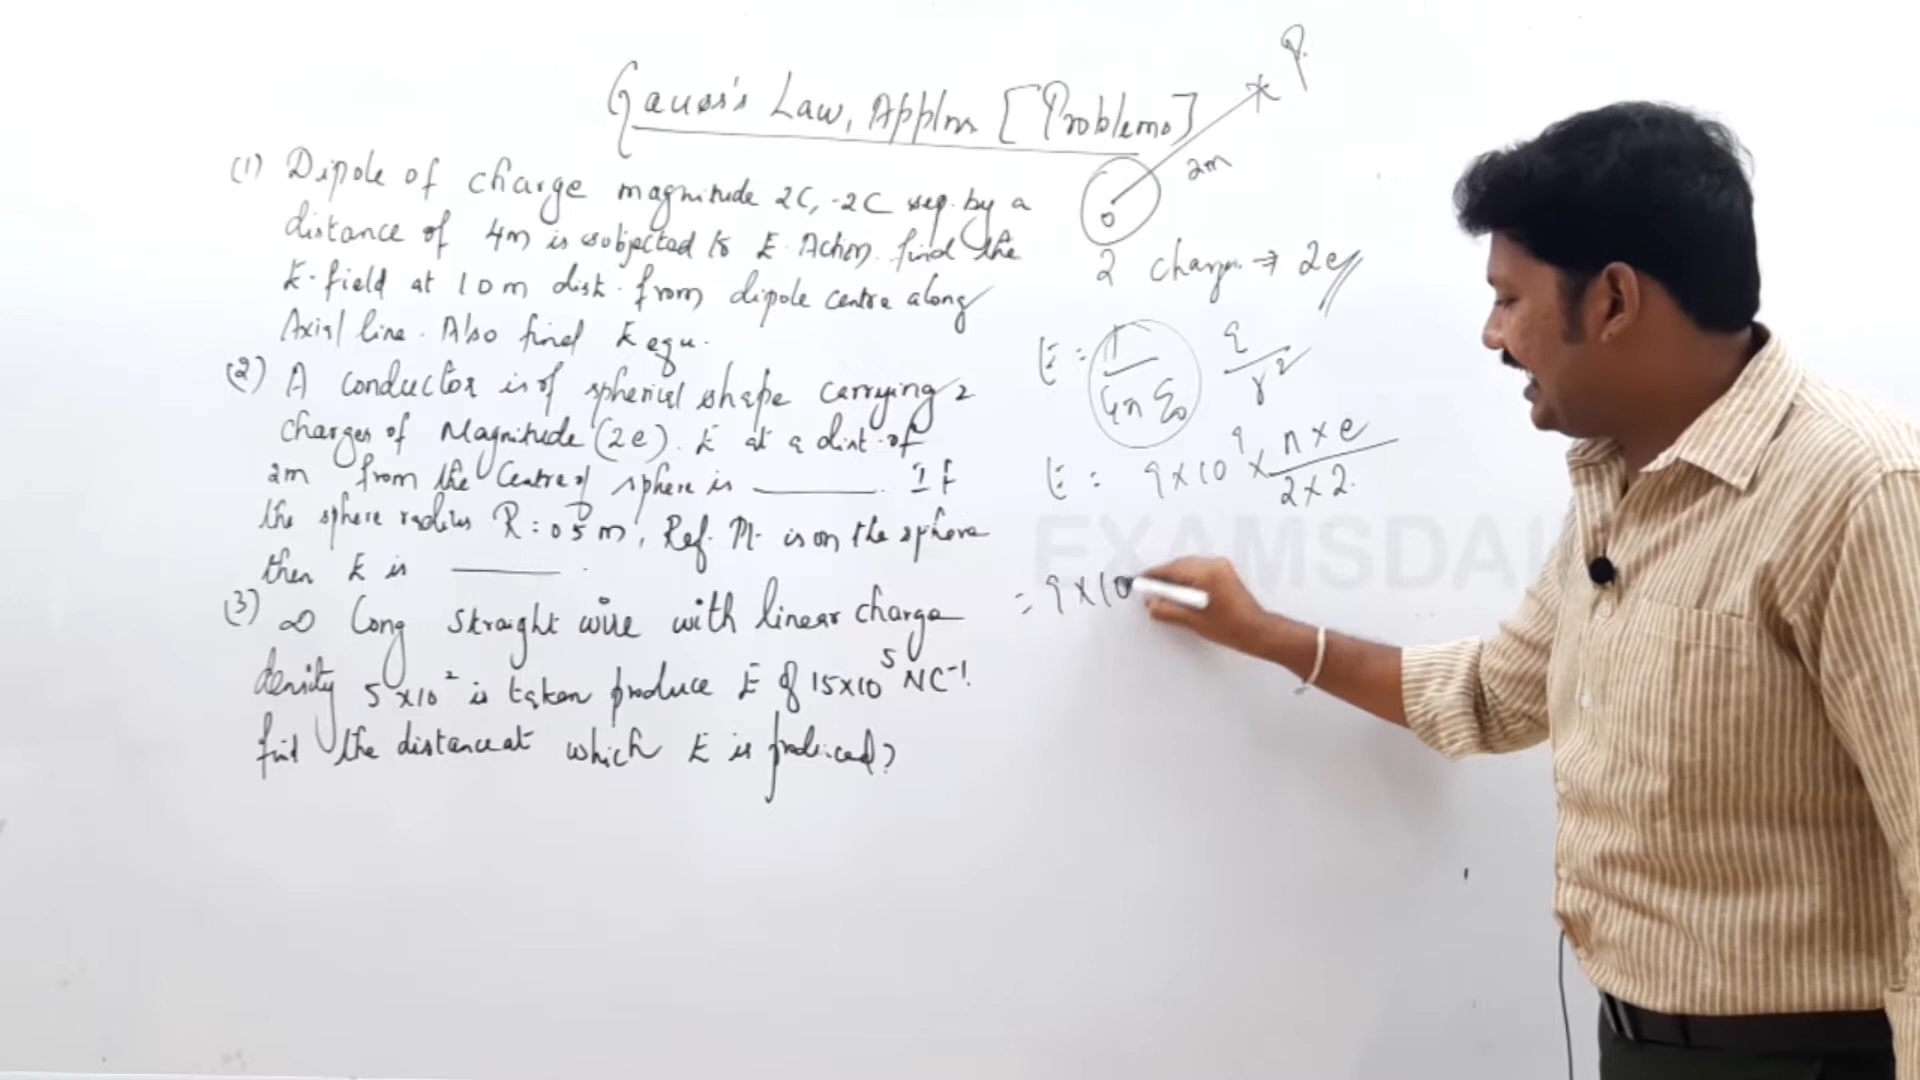 Gauss's Law, Applns [Problems]
(1) Dipole of charge magnitude 2C, -2C sep. by a
distance of 4m is subjected to E. Action. find the
E-field at 10m dist. from dipole centre along
Axial line. Also find E equ.
(2) A conductor is of spherical shape carrying 2
charges of Magnitude (2e). E at a dist. of
2m from the Centre of sphere is ______. If
the sphere radius R = 0.5m, Ref. Pt. is on the sphere
then E is ______.
(3) ∞ Long straight wire with linear charge
density 5×10² is taken produce E of 15×10⁵ NC⁻¹.
find the distance at which E is produced?
P.
2m
0
2 charges → 2e
E = 1/4π ε₀ q/r²
E = 9×10⁹ × n×e/2×2
= 9×10
EXAMSDAI